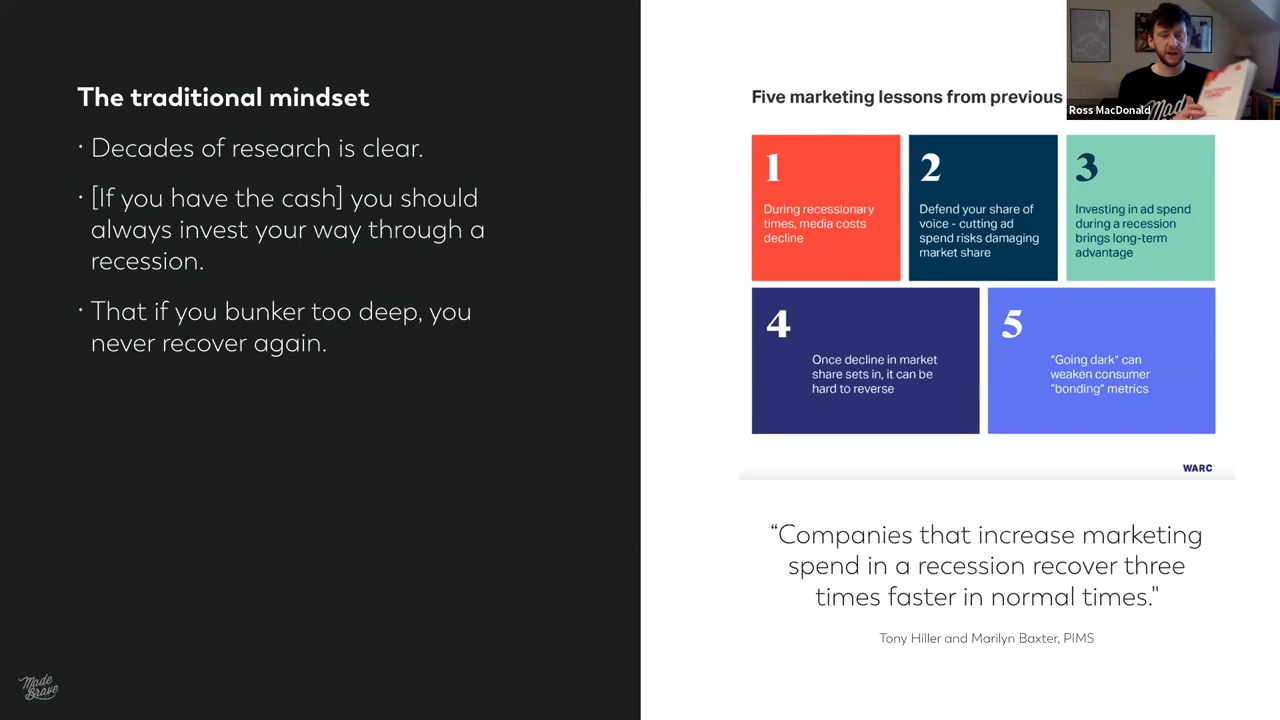 The traditional mindset
· Decades of research is clear.
· [If you have the cash] you should
always invest your way through a
recession.
· That if you bunker too deep, you
never recover again.
Made
Brave
Five marketing lessons from previous
Ross MacDonald
Made
1
During recessionary
times, media costs
decline
2
Defend your share of
voice - cutting ad
spend risks damaging
market share
3
Investing in ad spend
during a recession
brings long-term
advantage
4
Once decline in market
share sets in, it can be
hard to reverse
5
"Going dark" can
weaken consumer
"bonding" metrics
WARC
“Companies that increase marketing
spend in a recession recover three
times faster in normal times."
Tony Hiller and Marilyn Baxter, PIMS